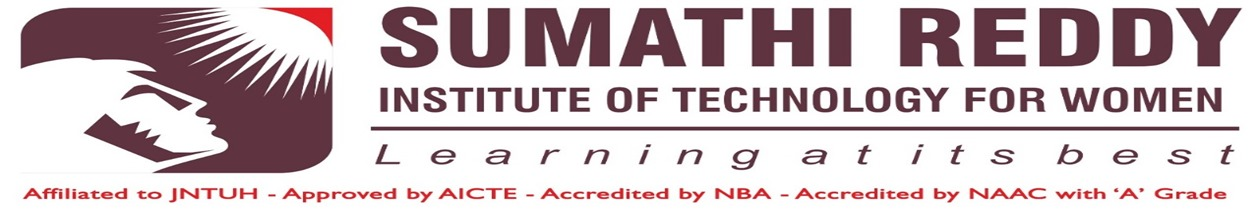 SUMATHI REDDY
INSTITUTE OF TECHNOLOGY FOR WOMEN
Learning at its best
Affiliated to JNTUH - Approved by AICTE - Accredited by NBA - Accredited by NAAC with ‘A’ Grade